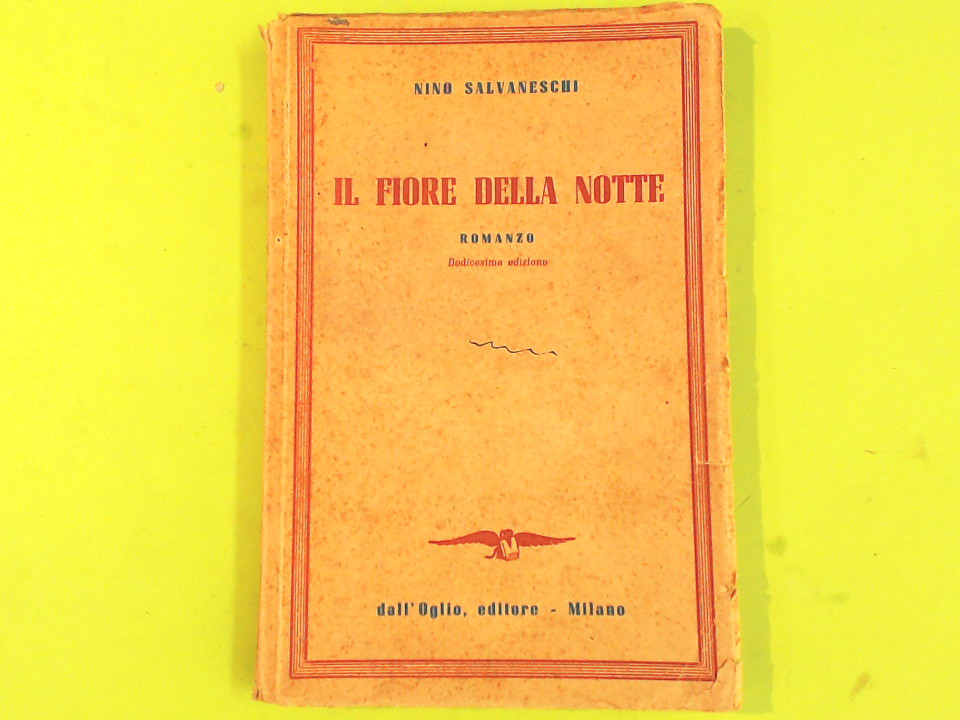 NINO SALVANESCHI
IL FIORE DELLA NOTTE
ROMANZO
Dodicesima edizione
dall'Oglio, editore - Milano